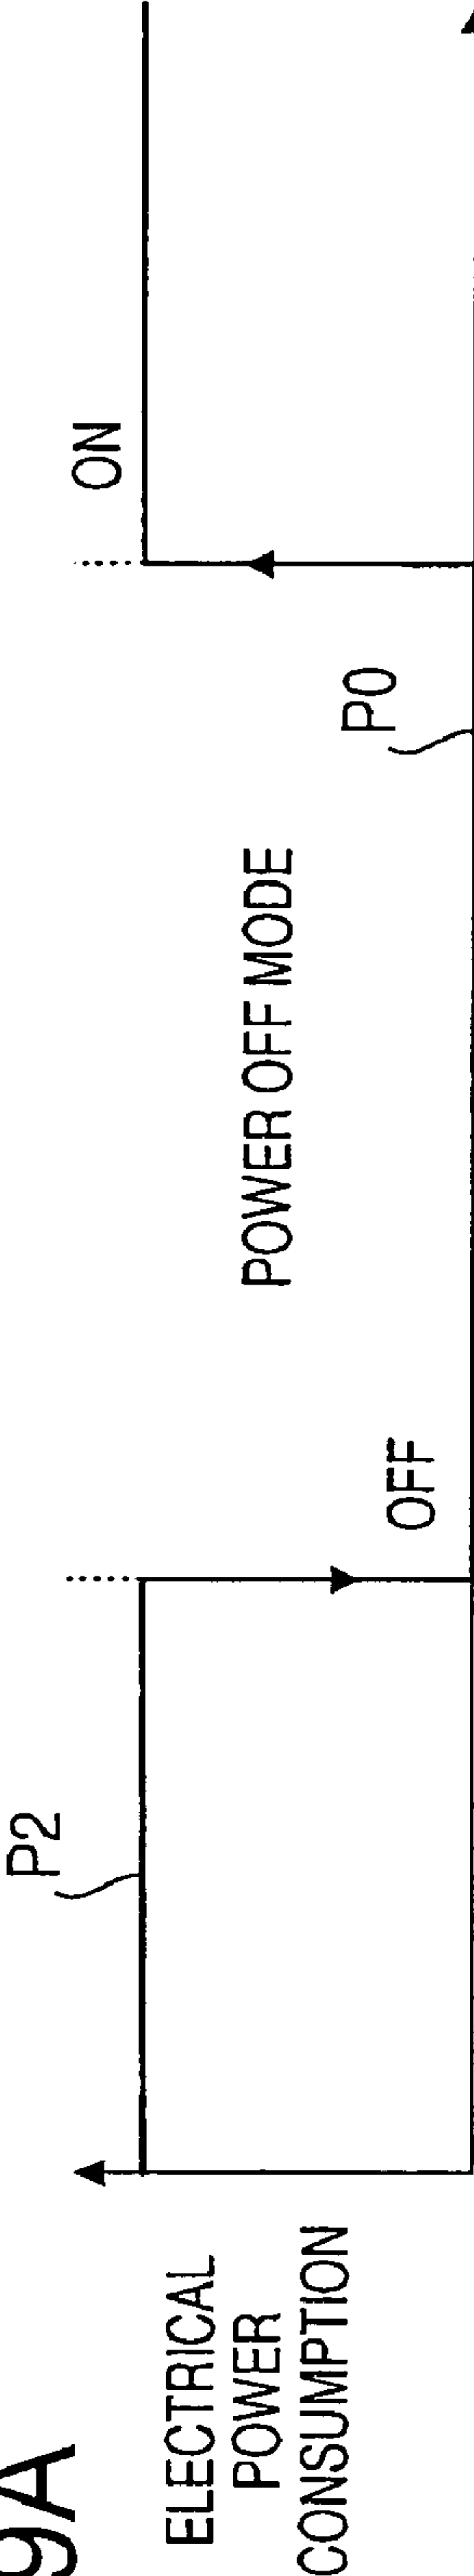 9A
ELECTRICAL
POWER
CONSUMPTION
P2
OFF
POWER OFF MODE
P0
ON